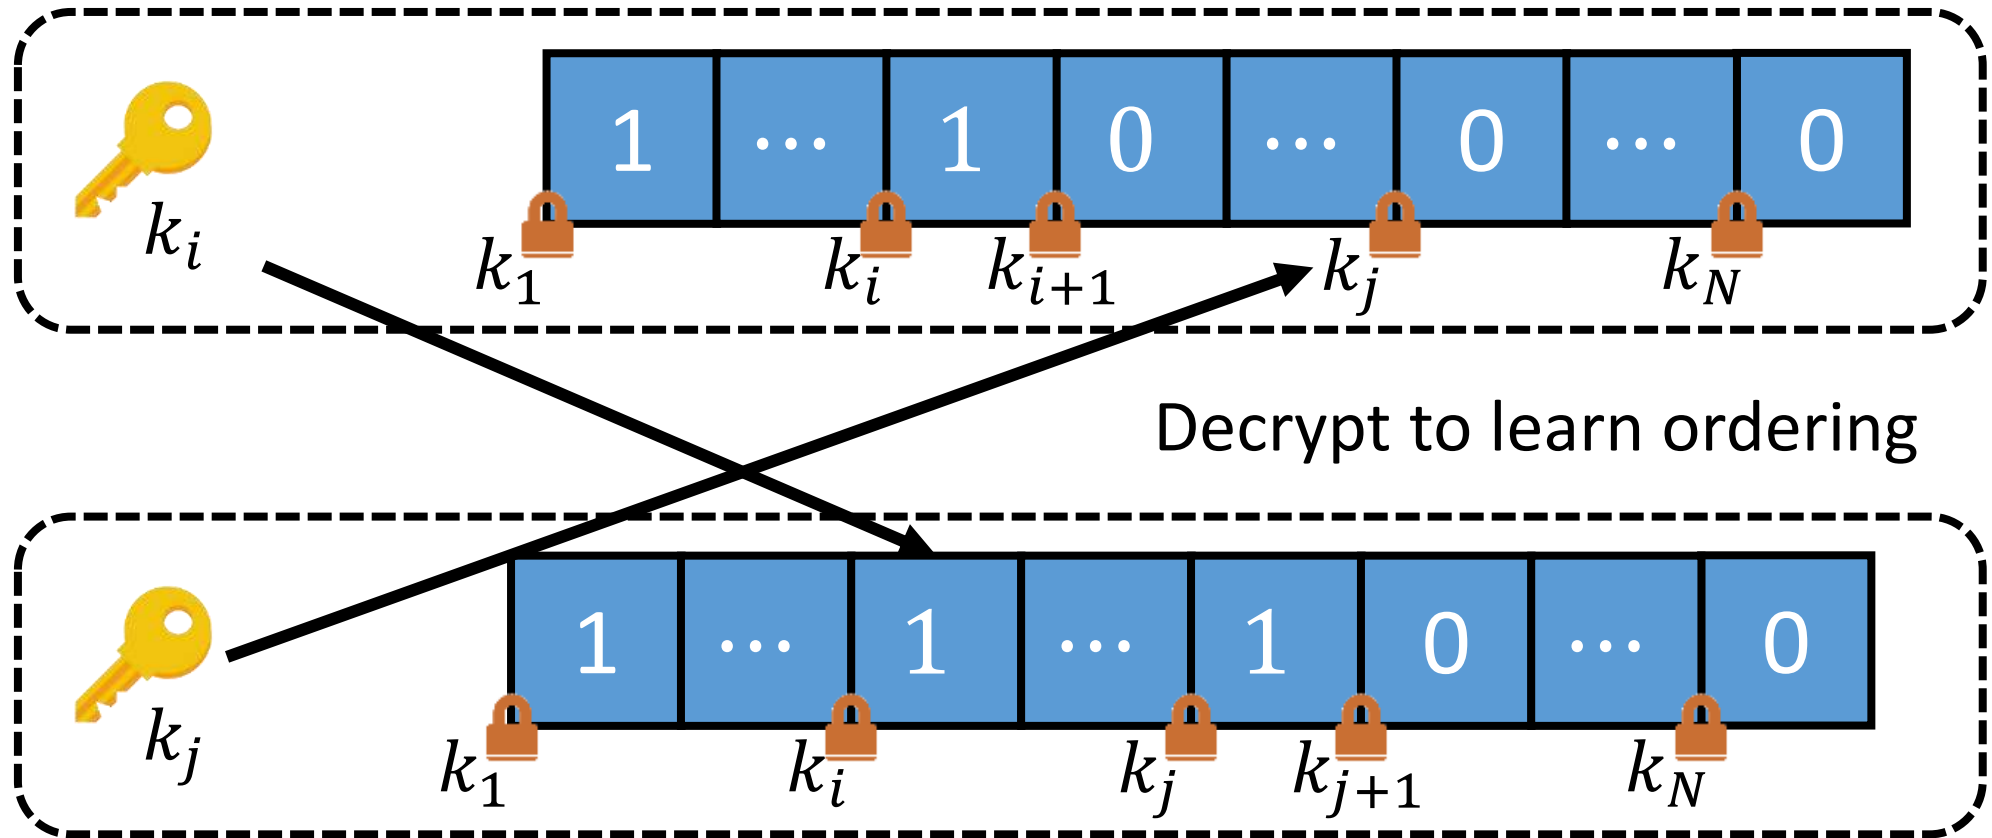 1 ⋯ 1 0 ⋯ 0 ⋯ 0
k_i
k_1 k_i k_{i+1} k_j k_N
Decrypt to learn ordering
1 ⋯ 1 ⋯ 1 0 ⋯ 0
k_j
k_1 k_i k_j k_{j+1} k_N